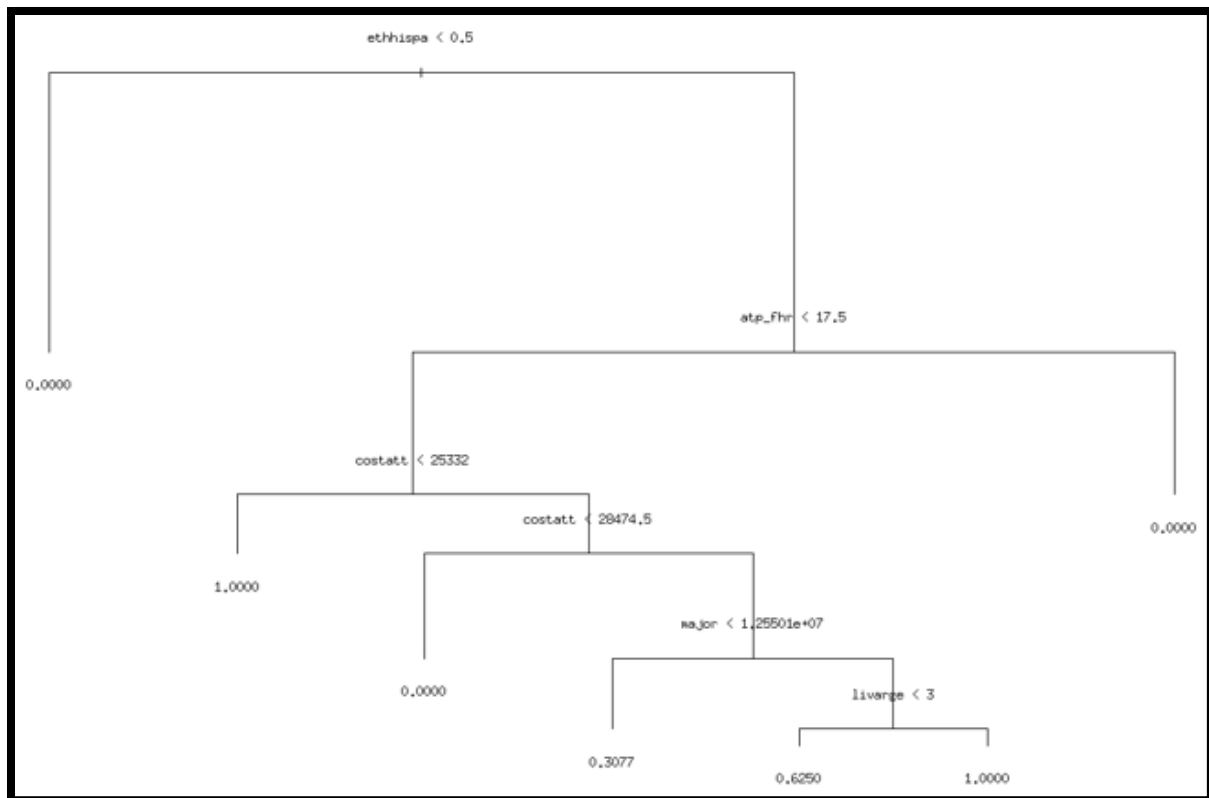 ethhispa < 0.5
atp_fhr < 17.5
0.0000
costatt < 25332
costatt < 28474.5
0.0000
1.0000
major < 1.25501e+07
0.0000
livarge < 3
0.3077
0.6250
1.0000